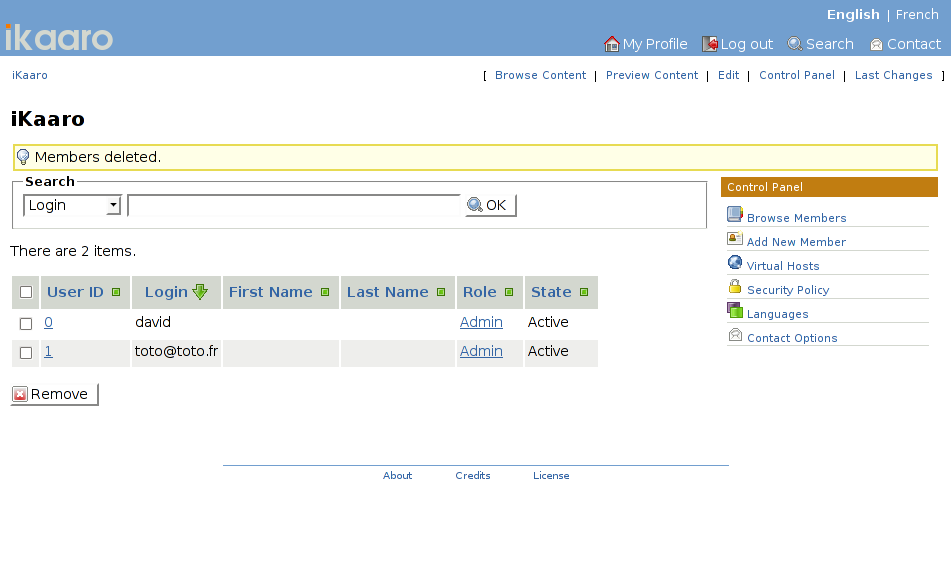 English | French
ikaaro
My Profile Log out Search Contact
iKaaro
[ Browse Content | Preview Content | Edit | Control Panel | Last Changes ]
iKaaro
Members deleted.
Search
Login OK
There are 2 items.
User ID Login First Name Last Name Role State
0 david Admin Active
1 toto@toto.fr Admin Active
Remove
Control Panel
Browse Members
Add New Member
Virtual Hosts
Security Policy
Languages
Contact Options
About Credits License